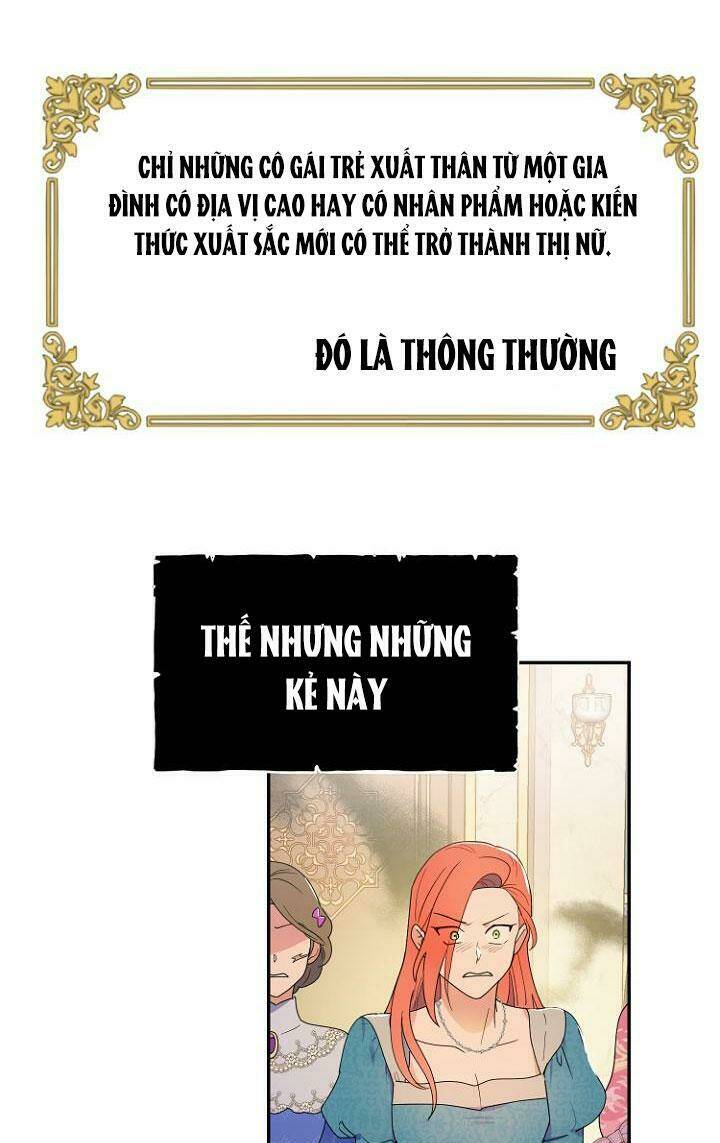 CHỈ NHỮNG CÔ GÁI TRẺ XUẤT THÂN TỪ MỘT GIA
ĐÌNH CÓ ĐỊA VỊ CAO HAY CÓ NHÂN PHẨM HOẶC KIẾN
THỨC XUẤT SẮC MỚI CÓ THỂ TRỞ THÀNH THỊ NỮ.
ĐÓ LÀ THÔNG THƯỜNG
THẾ NHƯNG NHỮNG
KẺ NÀY